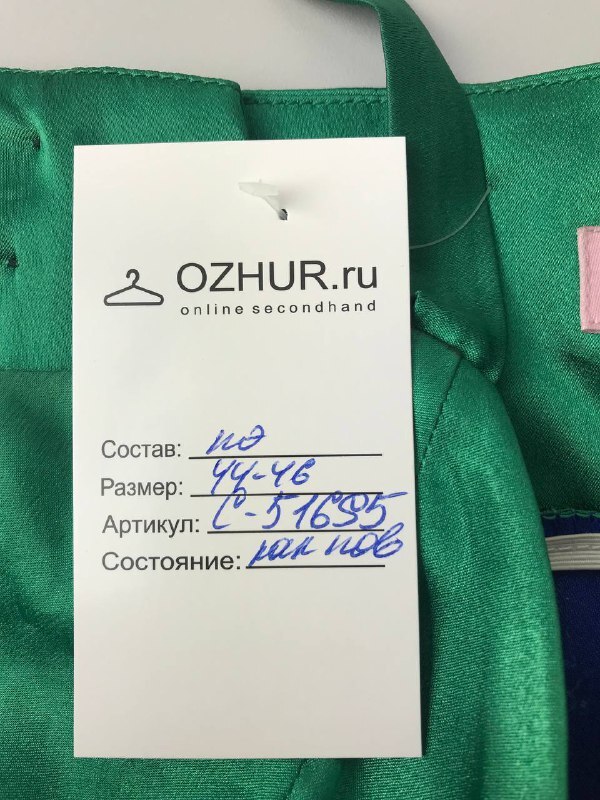 OZHUR.ru
online secondhand
Состав: пэ
Размер: 44-46
Артикул: С-51655
Состояние: как нов